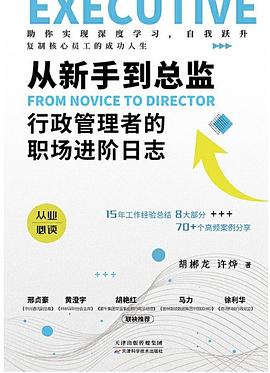 EXECUTIVE
助你实现深度学习，自我跃升
复制核心员工的成功人生
从新手到总监
FROM NOVICE TO DIRECTOR
行政管理者的
职场进阶日志
从业
必读
15年工作经验总结 8大部分 +++
70+个高频案例分享
胡郴龙 许烨
邢贞豪 黄澄宇 胡艳红 马力 徐利华
联袂推荐
天津出版传媒集团
天津科学技术出版社